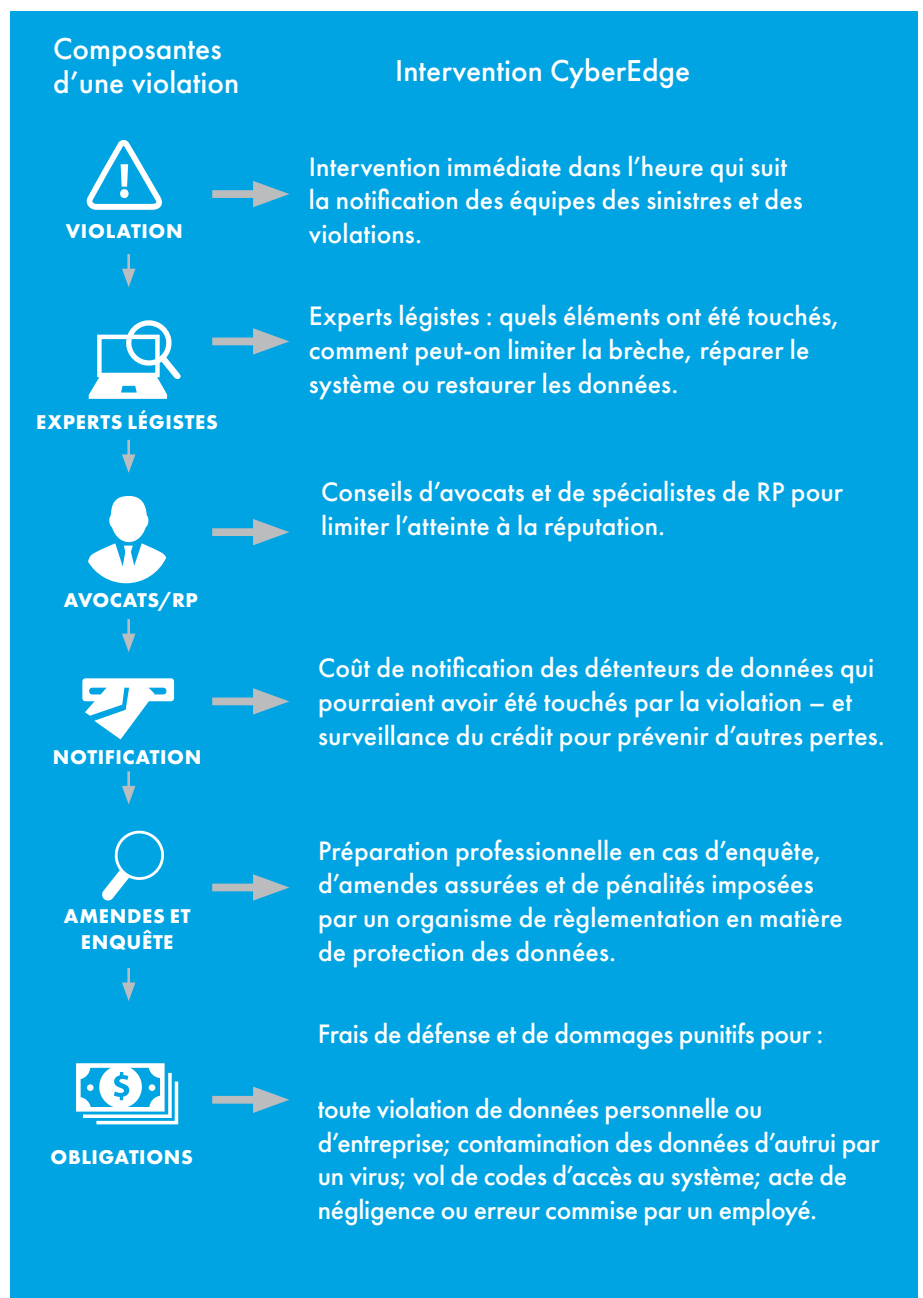 Composantes
d’une violation
Intervention CyberEdge
VIOLATION
Intervention immédiate dans l’heure qui suit
la notification des équipes des sinistres et des
violations.
EXPERTS LÉGISTES
Experts légistes : quels éléments ont été touchés,
comment peut-on limiter la brèche, réparer le
système ou restaurer les données.
AVOCATS/RP
Conseils d’avocats et de spécialistes de RP pour
limiter l’atteinte à la réputation.
NOTIFICATION
Coût de notification des détenteurs de données qui
pourraient avoir été touchés par la violation – et
surveillance du crédit pour prévenir d’autres pertes.
AMENDES ET
ENQUÊTE
Préparation professionnelle en cas d’enquête,
d’amendes assurées et de pénalités imposées
par un organisme de règlementation en matière
de protection des données.
OBLIGATIONS
Frais de défense et de dommages punitifs pour :
toute violation de données personnelle ou
d’entreprise; contamination des données d’autrui par
un virus; vol de codes d’accès au système; acte de
négligence ou erreur commise par un employé.